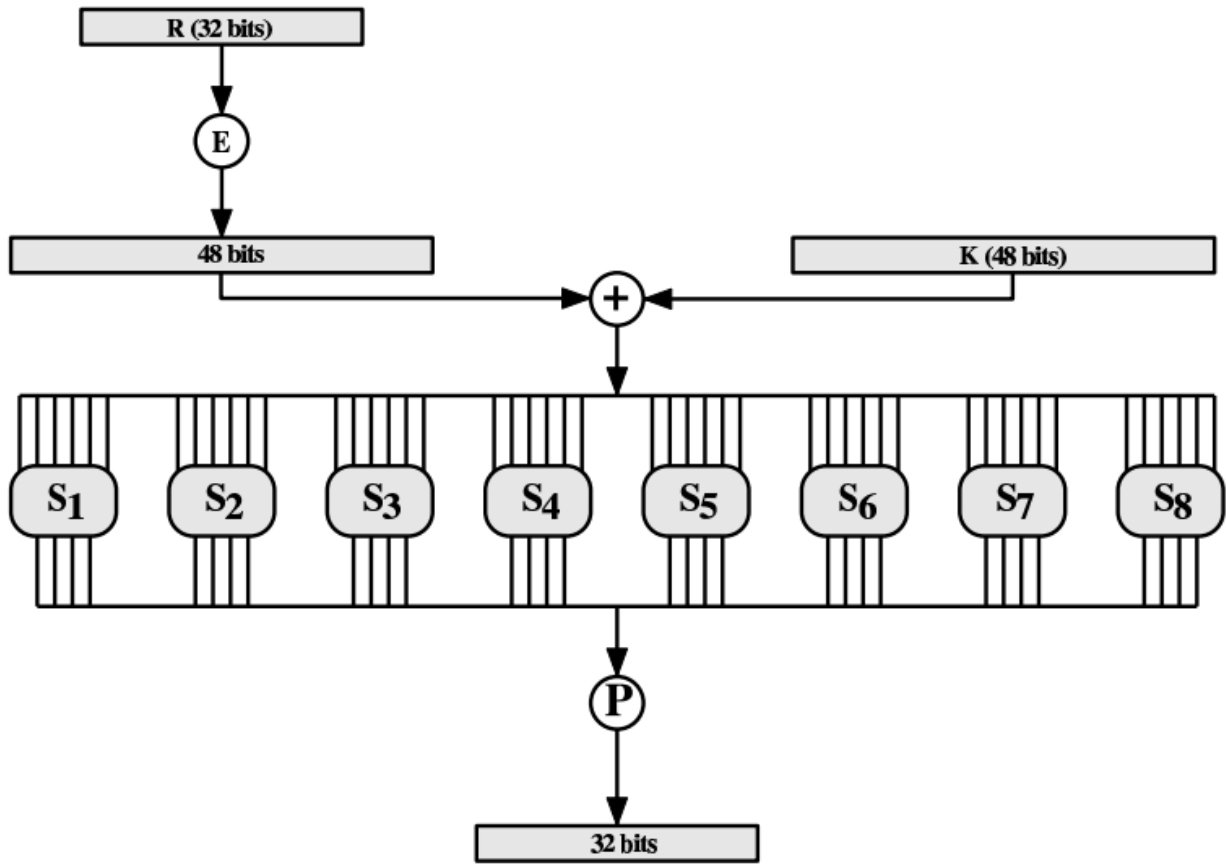 R (32 bits)
E
48 bits
K (48 bits)
+
S1 S2 S3 S4 S5 S6 S7 S8
P
32 bits